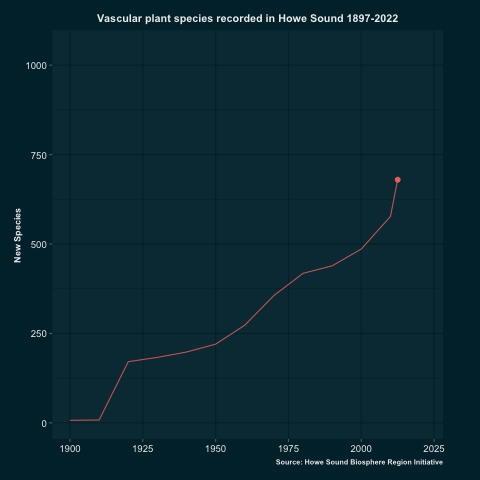 Vascular plant species recorded in Howe Sound 1897-2022
1000
750
500
250
0
New Species
1900 1925 1950 1975 2000 2025
Source: Howe Sound Biosphere Region Initiative